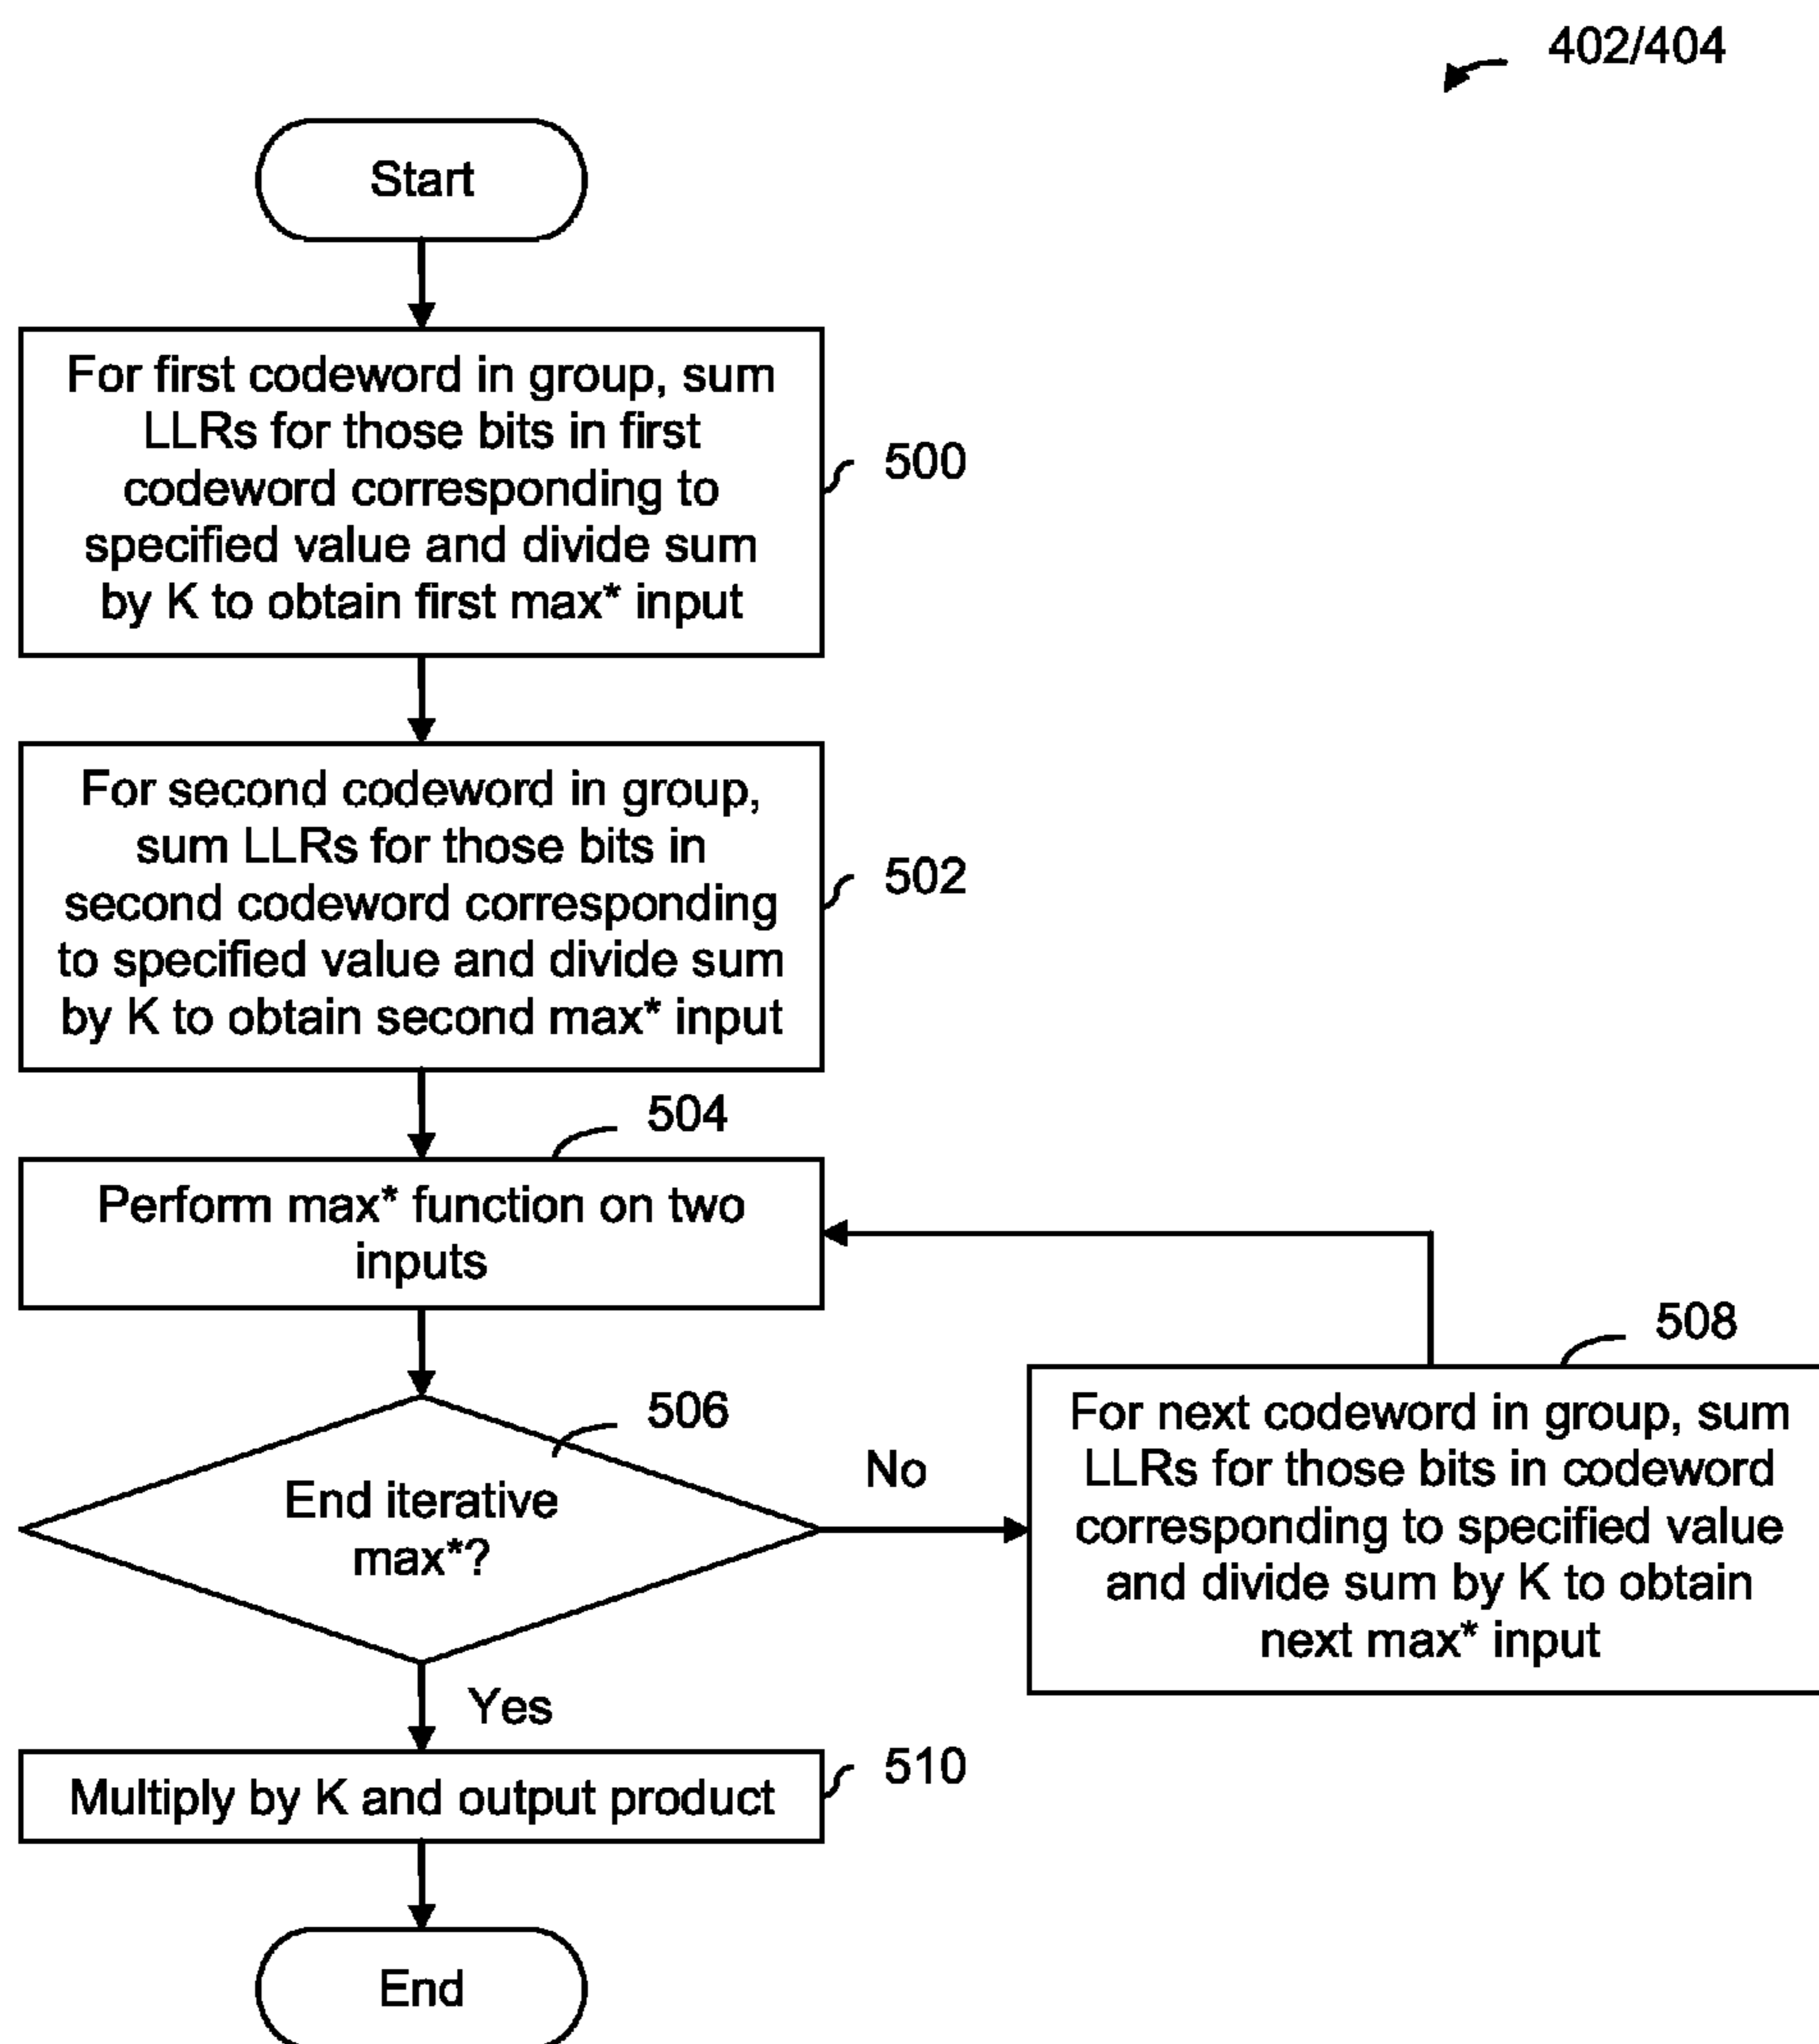 402/404
Start
For first codeword in group, sum
LLRs for those bits in first
codeword corresponding to
specified value and divide sum
by K to obtain first max* input
500
For second codeword in group,
sum LLRs for those bits in
second codeword corresponding
to specified value and divide sum
by K to obtain second max* input
502
504
Perform max* function on two
inputs
506
End iterative
max*?
No
508
For next codeword in group, sum
LLRs for those bits in codeword
corresponding to specified value
and divide sum by K to obtain
next max* input
Yes
Multiply by K and output product
510
End